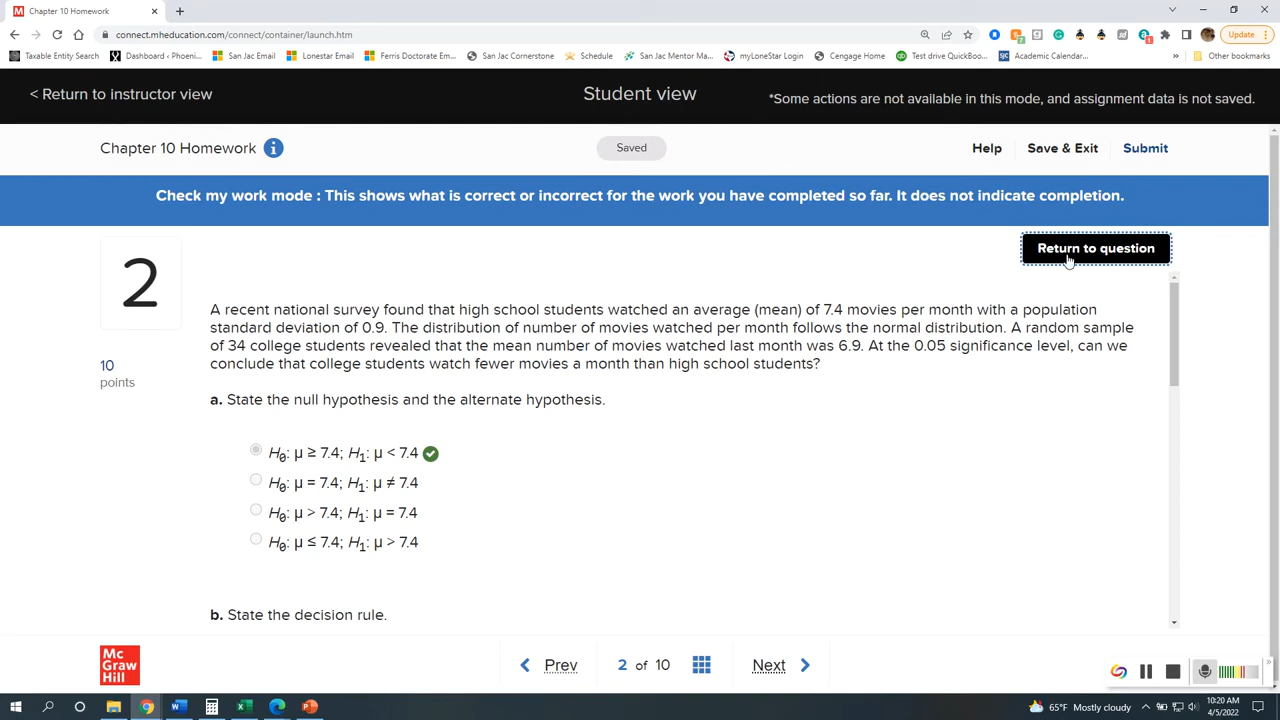 Chapter 10 Homework
connect.mheducation.com/connect/container/launch.htm
Update
Taxable Entity Search
Dashboard ‹ Phoeni...
San Jac Email
Lonestar Email
Ferris Doctorate Em...
San Jac Cornerstone
Schedule
San Jac Mentor Ma...
myLoneStar Login
Cengage Home
Test drive QuickBoo...
Academic Calendar...
Other bookmarks
< Return to instructor view
Student view
*Some actions are not available in this mode, and assignment data is not saved.
Chapter 10 Homework
Saved
Help
Save & Exit
Submit
Check my work mode : This shows what is correct or incorrect for the work you have completed so far. It does not indicate completion.
2
Return to question
10
points
A recent national survey found that high school students watched an average (mean) of 7.4 movies per month with a population
standard deviation of 0.9. The distribution of number of movies watched per month follows the normal distribution. A random sample
of 34 college students revealed that the mean number of movies watched last month was 6.9. At the 0.05 significance level, can we
conclude that college students watch fewer movies a month than high school students?
a. State the null hypothesis and the alternate hypothesis.
H0: μ ≥ 7.4; H1: μ < 7.4
H0: μ = 7.4; H1: μ ≠ 7.4
H0: μ > 7.4; H1: μ = 7.4
H0: μ ≤ 7.4; H1: μ > 7.4
b. State the decision rule.
Mc
Graw
Hill
Prev
2 of 10
Next
65°F Mostly cloudy
10:20 AM
4/5/2022